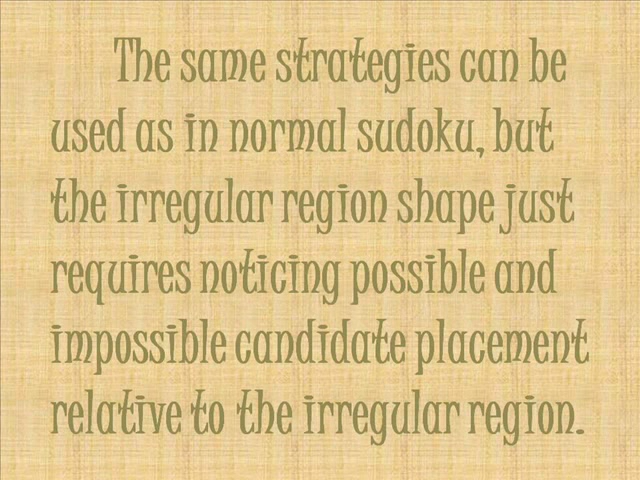 The same strategies can be
used as in normal sudoku, but
the irregular region shape just
requires noticing possible and
impossible candidate placement
relative to the irregular region.